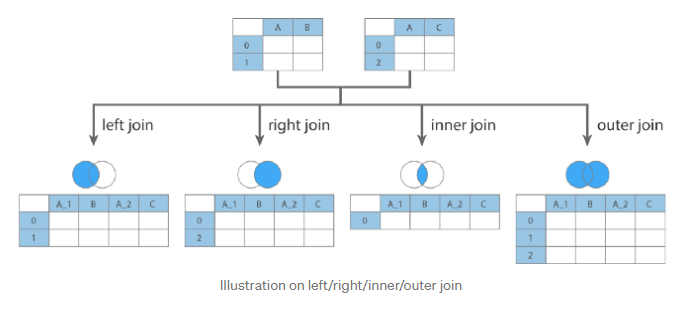 A B
0
1
A C
0
2
left join
right join
inner join
outer join
A_1 B A_2 C
0
1
A_1 B A_2 C
0
2
A_1 B A_2 C
0
A_1 B A_2 C
0
1
2
Illustration on left/right/inner/outer join